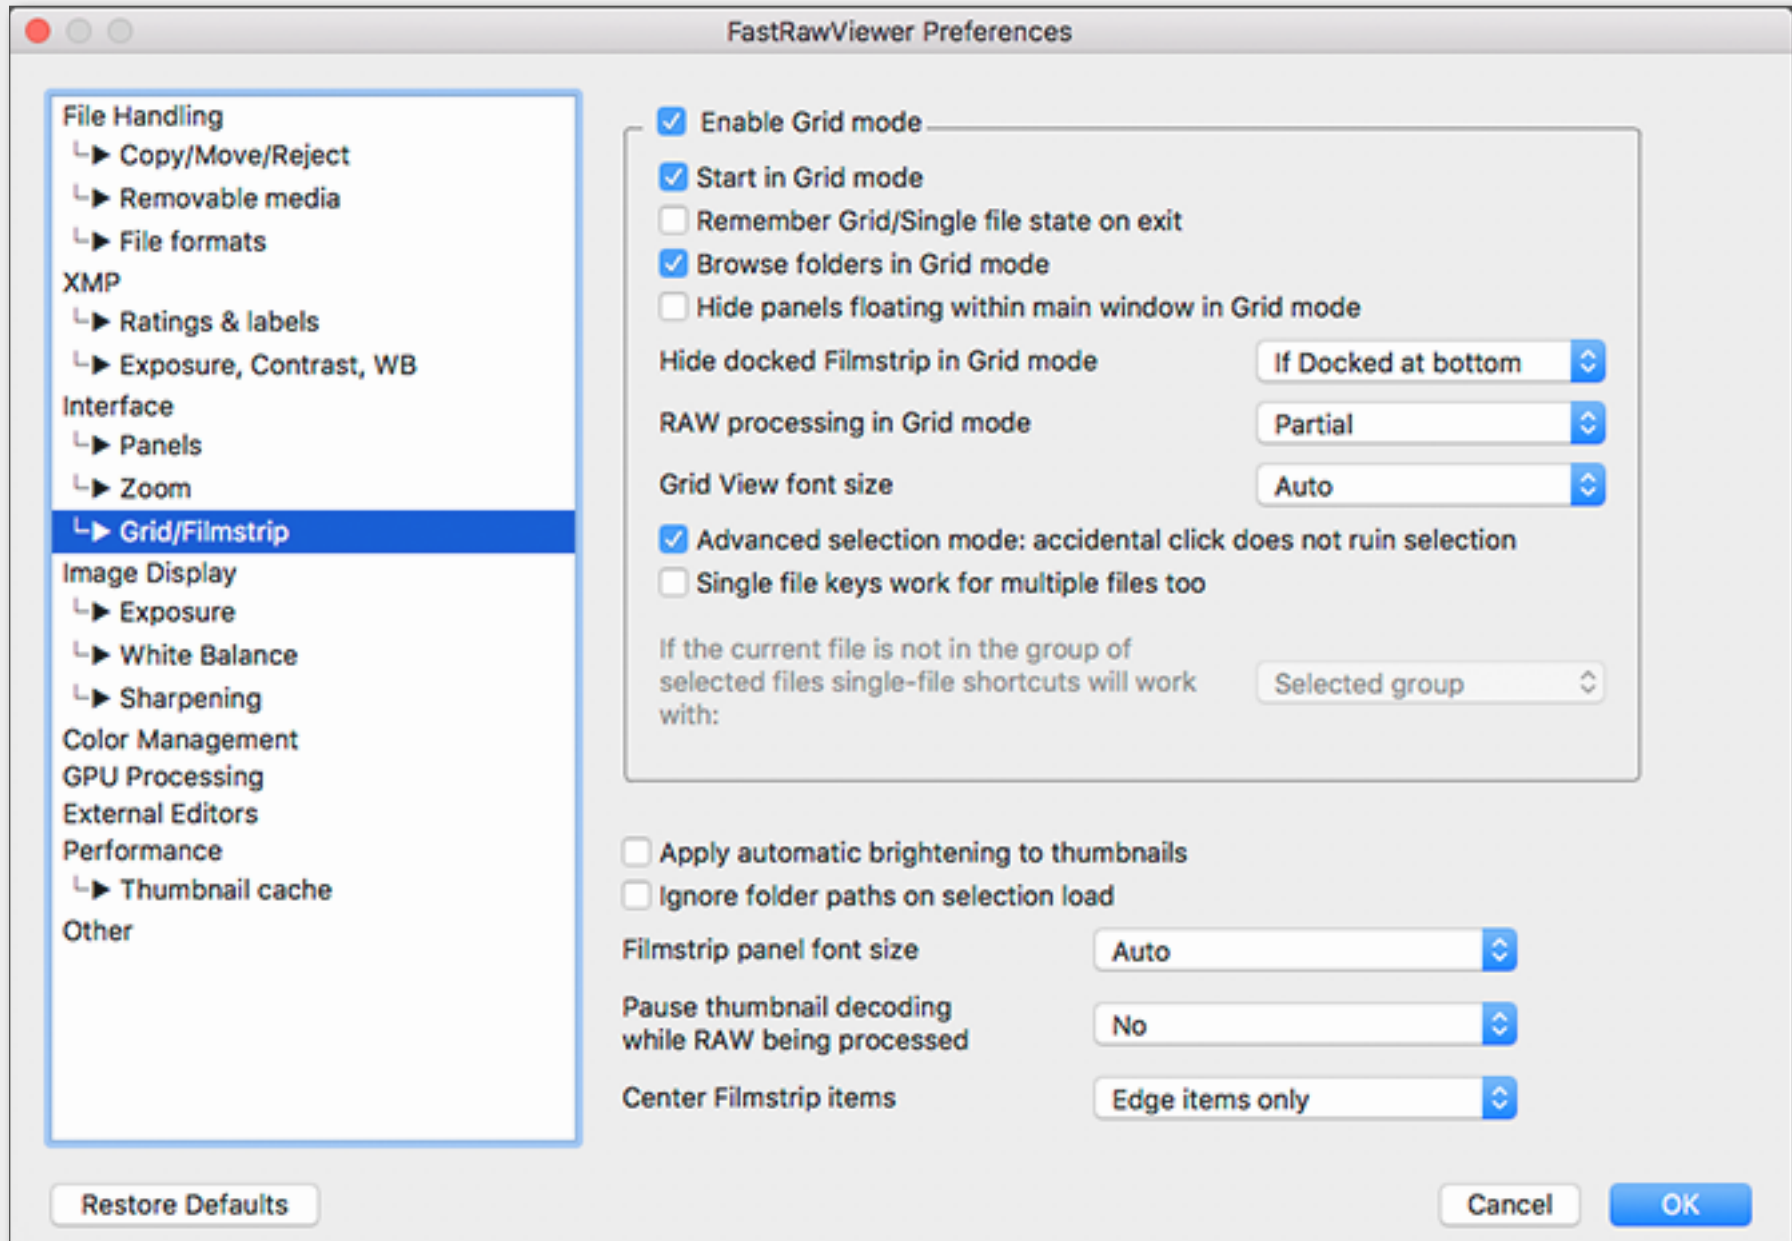 FastRawViewer Preferences
File Handling
Copy/Move/Reject
Removable media
File formats
XMP
Ratings & labels
Exposure, Contrast, WB
Interface
Panels
Zoom
Grid/Filmstrip
Image Display
Exposure
White Balance
Sharpening
Color Management
GPU Processing
External Editors
Performance
Thumbnail cache
Other
Enable Grid mode
Start in Grid mode
Remember Grid/Single file state on exit
Browse folders in Grid mode
Hide panels floating within main window in Grid mode
Hide docked Filmstrip in Grid mode If Docked at bottom
RAW processing in Grid mode Partial
Grid View font size Auto
Advanced selection mode: accidental click does not ruin selection
Single file keys work for multiple files too
If the current file is not in the group of
selected files single-file shortcuts will work Selected group
with:
Apply automatic brightening to thumbnails
Ignore folder paths on selection load
Filmstrip panel font size Auto
Pause thumbnail decoding
while RAW being processed No
Center Filmstrip items Edge items only
Restore Defaults Cancel OK